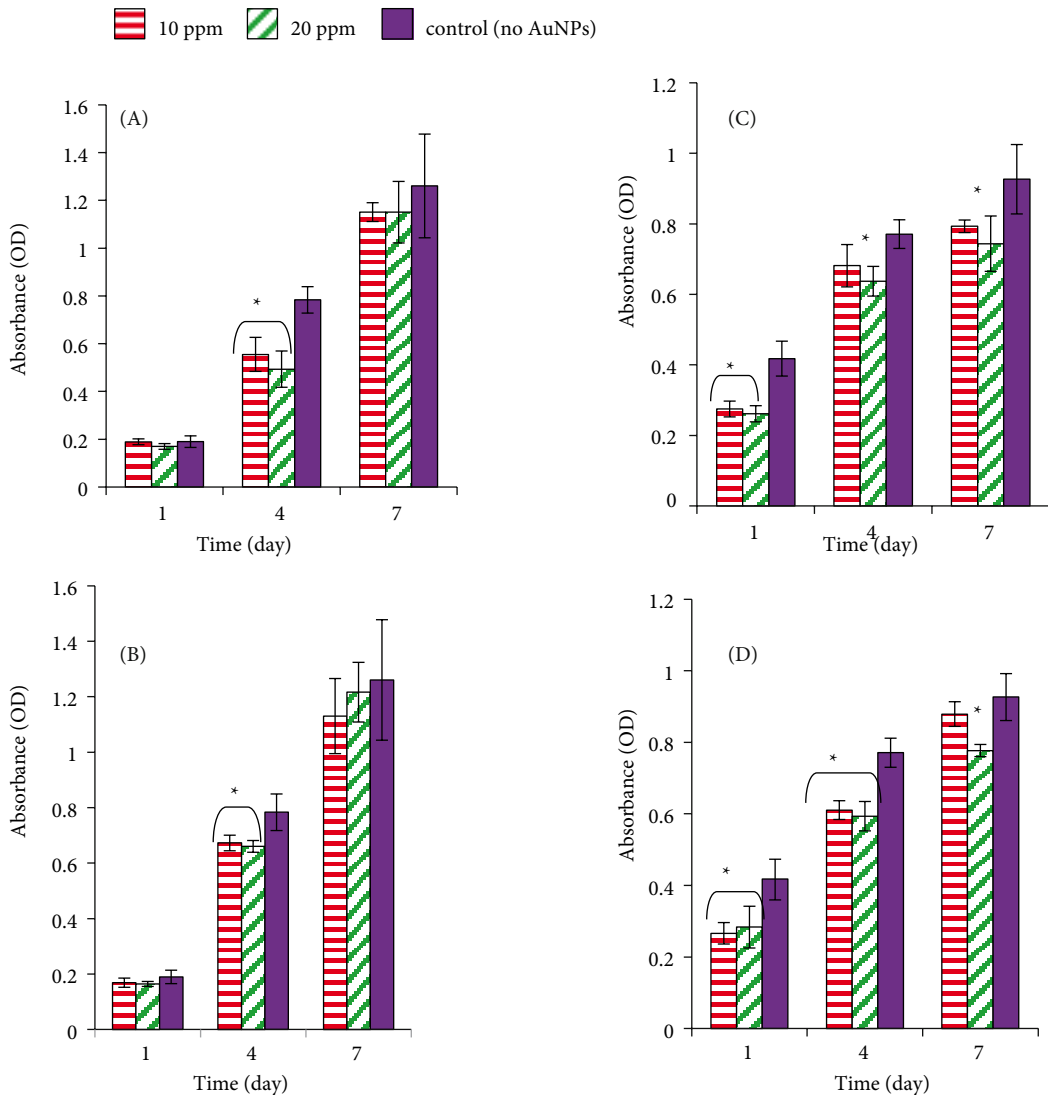 10 ppm 20 ppm control (no AuNPs)
(A)
Absorbance (OD)
1.6
1.4
1.2
1
0.8
0.6
0.4
0.2
0
*
1 4 7
Time (day)
(C)
Absorbance (OD)
1.2
1
0.8
0.6
0.4
0.2
0
*
*
*
1 4 7
Time (day)
(B)
Absorbance (OD)
1.6
1.4
1.2
1
0.8
0.6
0.4
0.2
0
*
1 4 7
Time (day)
(D)
Absorbance (OD)
1.2
1
0.8
0.6
0.4
0.2
0
*
*
*
1 4 7
Time (day)